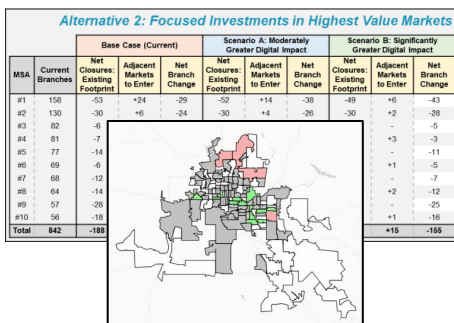 Alternative 2: Focused Investments in Highest Value Markets
Base Case (Current)
Scenario A: Moderately Greater Digital Impact
Scenario B: Significantly Greater Digital Impact
MSA Current Branches Net Closures: Existing Footprint Adjacent Markets to Enter Net Branch Change Net Closures: Existing Footprint Adjacent Markets to Enter Net Branch Change Net Closures: Existing Footprint Adjacent Markets to Enter Net Branch Change
#1 158 -53 +24 -29 -52 +14 -38 -49 +6 -43
#2 130 -30 +6 -24 -30 +4 -26 -30 +2 -28
#3 82 -6 - -5
#4 81 -7 +3 -3
#5 77 -14 - -11
#6 69 -6 +1 -5
#7 68 -12 -7
#8 64 -14 +2 -12
#9 57 -28 - -25
#10 56 -18 +1 -16
Total 842 -188 +15 -155